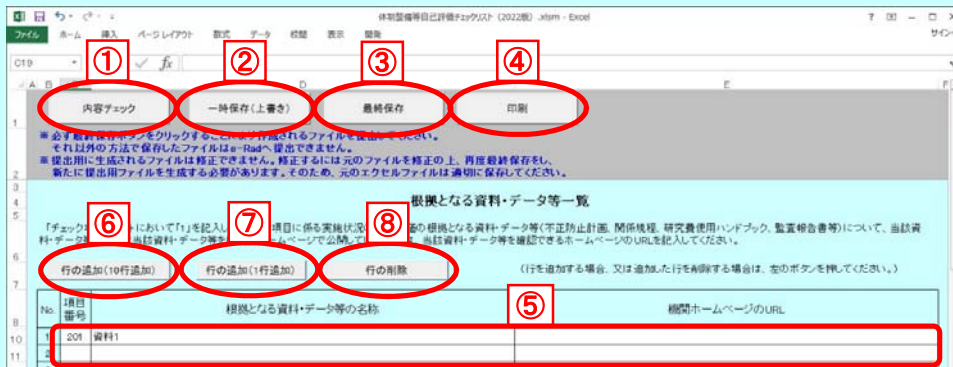 体制整備等自己評価チェックリスト（2022版）.xlsm - Excel
ファイル ホーム 挿入 ページレイアウト 数式 データ 校閲 表示 開発 サイン
C19 fx
A B D E F
① ② ③ ④
内容チェック 一時保存(上書き) 最終保存 印刷
1
※必ず最終保存ボタンをクリックすることにより作成されるファイルを提出してください。
それ以外の方法で保存したファイルはe-Radへ提出できません。
※提出用に生成されるファイルは修正できません。修正するには元のファイルを修正の上、再度最終保存をし、
2 新たに提出用ファイルを生成する必要があります。そのため、元のエクセルファイルは適切に保存してください。
3
4 根拠となる資料・データ等一覧
5
⑥ ⑦ ⑧
「チェック において「1」を記入し 項目に係る実施状況 の根拠となる資料・データ等(不正防止計画、関係規程、研究費使用ハンドブック、監査報告書等)について、当該資
料・データ 当該資料・データ等を ームページで公開して 、当該資料・データ等を確認できるホームページのURLを記入してください。
6
行の追加(10行追加) 行の追加(1行追加) 行の削除 (行を追加する場合、又は追加した行を削除する場合は、左のボタンを押してください。)
7
⑤
8 No. 項目番号 根拠となる資料・データ等の名称 機関ホームページのURL
10 1 201 資料1
11 2